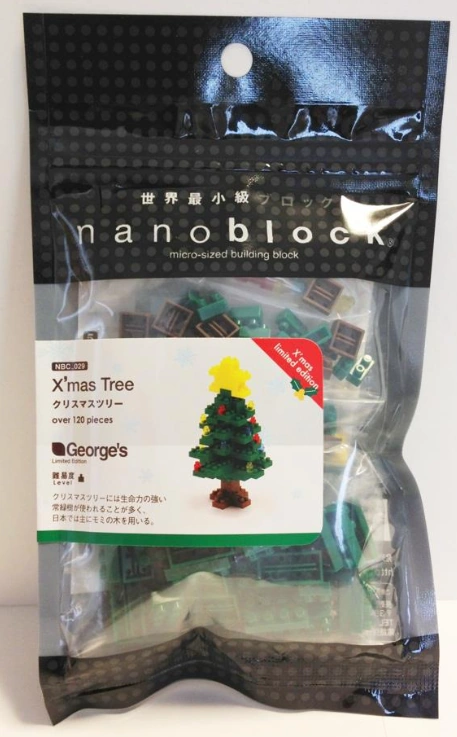 世界最小級ブロック
nanoblock®
micro-sized building block
X'mas
limited edition
NBC_029
X'mas Tree
クリスマスツリー
over 120 pieces
George's
Limited Edition
難易度
Level
クリスマスツリーには生命力の強い
常緑樹が使われることが多く、
日本では主にモミの木を用いる。